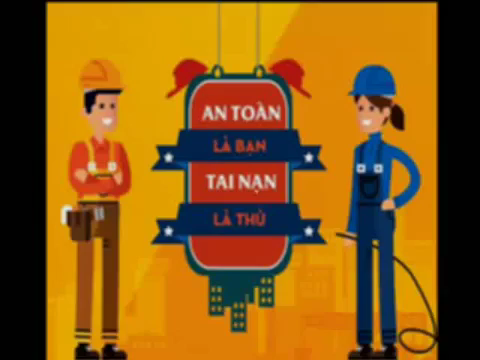 AN TOÀN
LÀ BẠN
TAI NẠN
LÀ THÙ